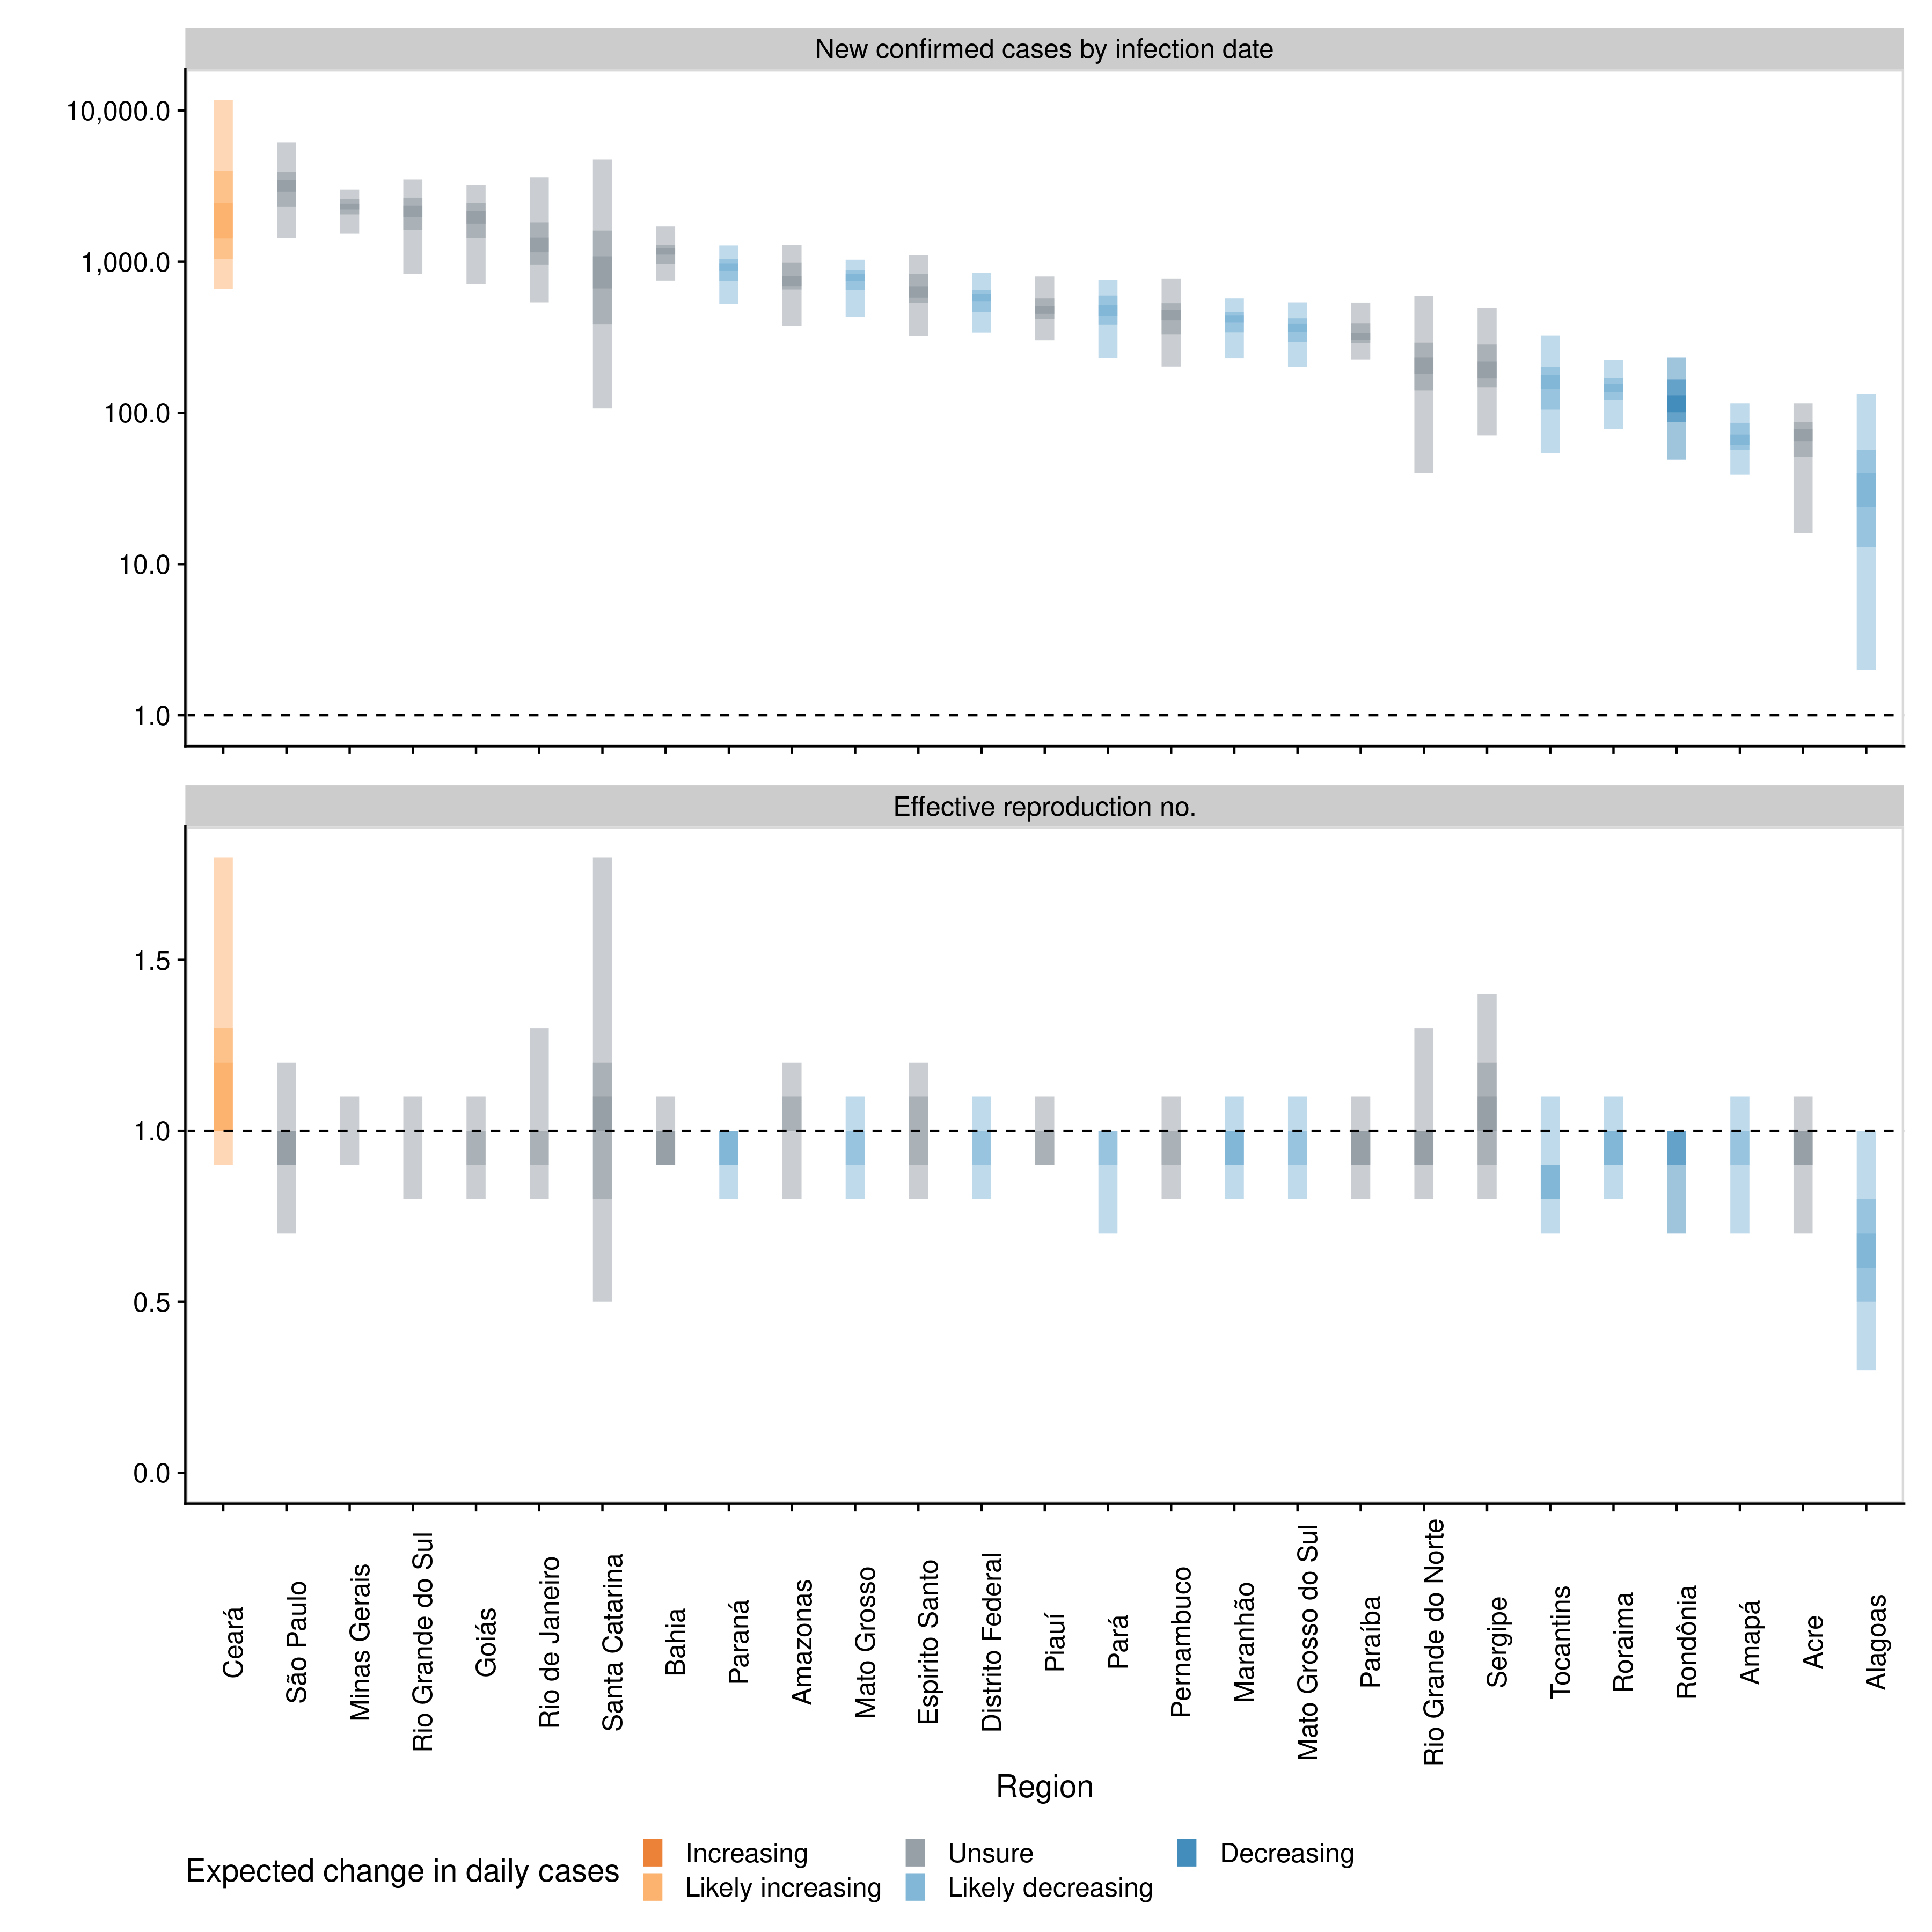 New confirmed cases by infection date
10,000.0
1,000.0
100.0
10.0
1.0
Effective reproduction no.
1.5
1.0
0.5
0.0
Ceará
São Paulo
Minas Gerais
Rio Grande do Sul
Goiás
Rio de Janeiro
Santa Catarina
Bahia
Paraná
Amazonas
Mato Grosso
Espirito Santo
Distrito Federal
Piauí
Pará
Pernambuco
Maranhão
Mato Grosso do Sul
Paraíba
Rio Grande do Norte
Sergipe
Tocantins
Roraima
Rondônia
Amapá
Acre
Alagoas
Region
Expected change in daily cases
Increasing
Likely increasing
Unsure
Likely decreasing
Decreasing